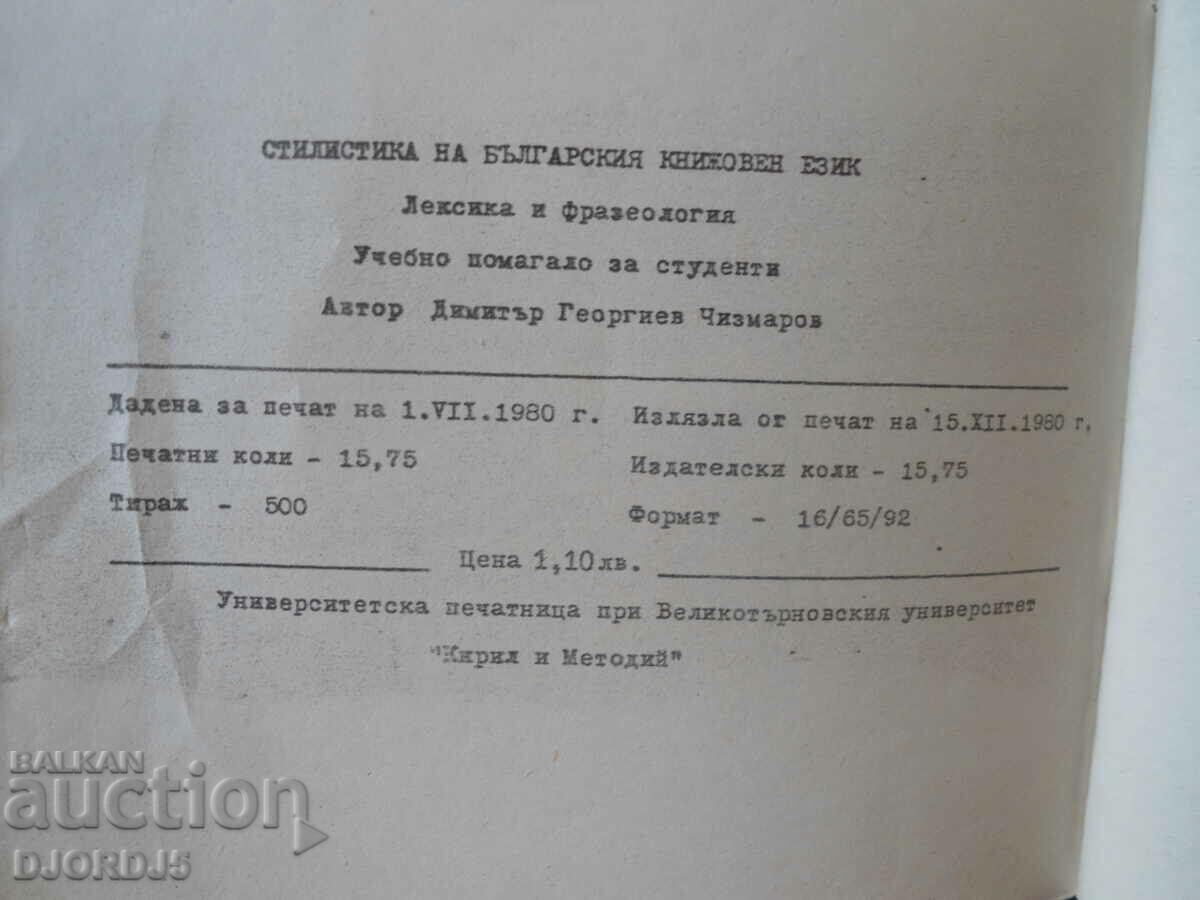 СТИЛИСТИКА НА БЪЛГАРСКИЯ КНИЖОВЕН ЕЗИК
Лексика и фразеология
Учебно помагало за студенти
Автор Димитър Георгиев Чизмаров
Дадена за печат на 1.VII.1980 г. Излязла от печат на 15.XII.1980 г.
Печатни коли - 15,75 Издателски коли - 15,75
Тираж - 500 Формат - 16/65/92
Цена 1,10лв.
Университетска печатница при Великотърновския университет
"Кирил и Методий"
BALKAN
auction
DJORDJ5